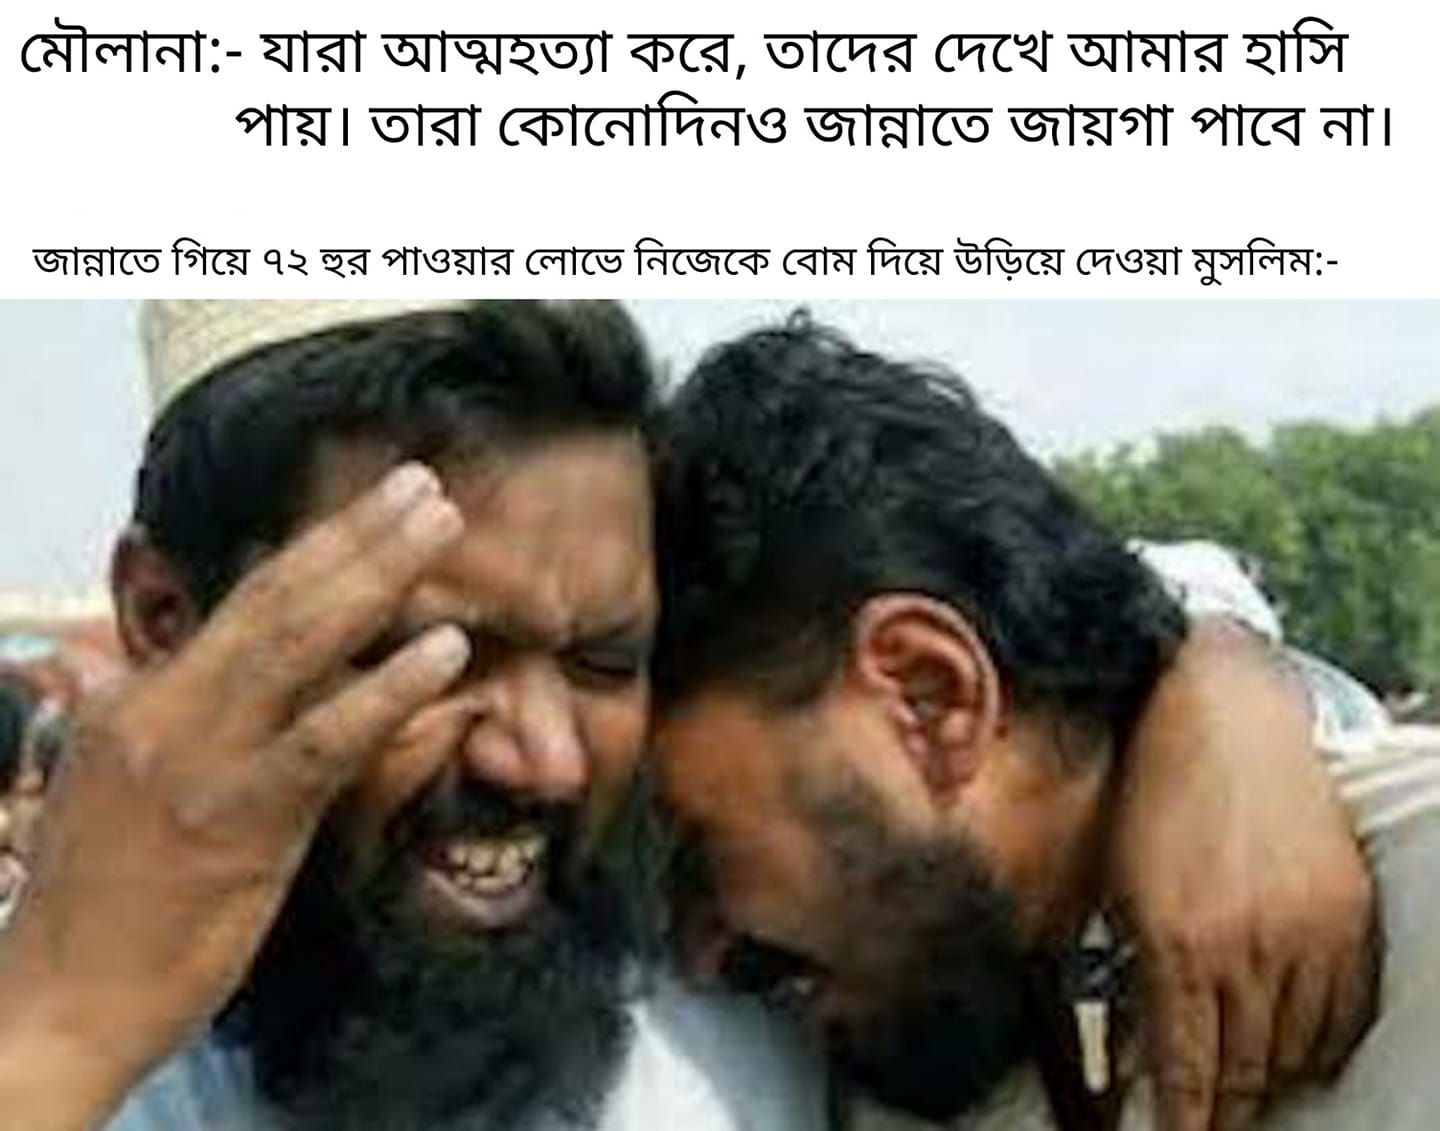 মৌলানা:- যারা আত্মহত্যা করে, তাদের দেখে আমার হাসি
পায়। তারা কোনোদিনও জান্নাতে জায়গা পাবে না।
জান্নাতে গিয়ে ৭২ হুর পাওয়ার লোভে নিজেকে বোম দিয়ে উড়িয়ে দেওয়া মুসলিম:-